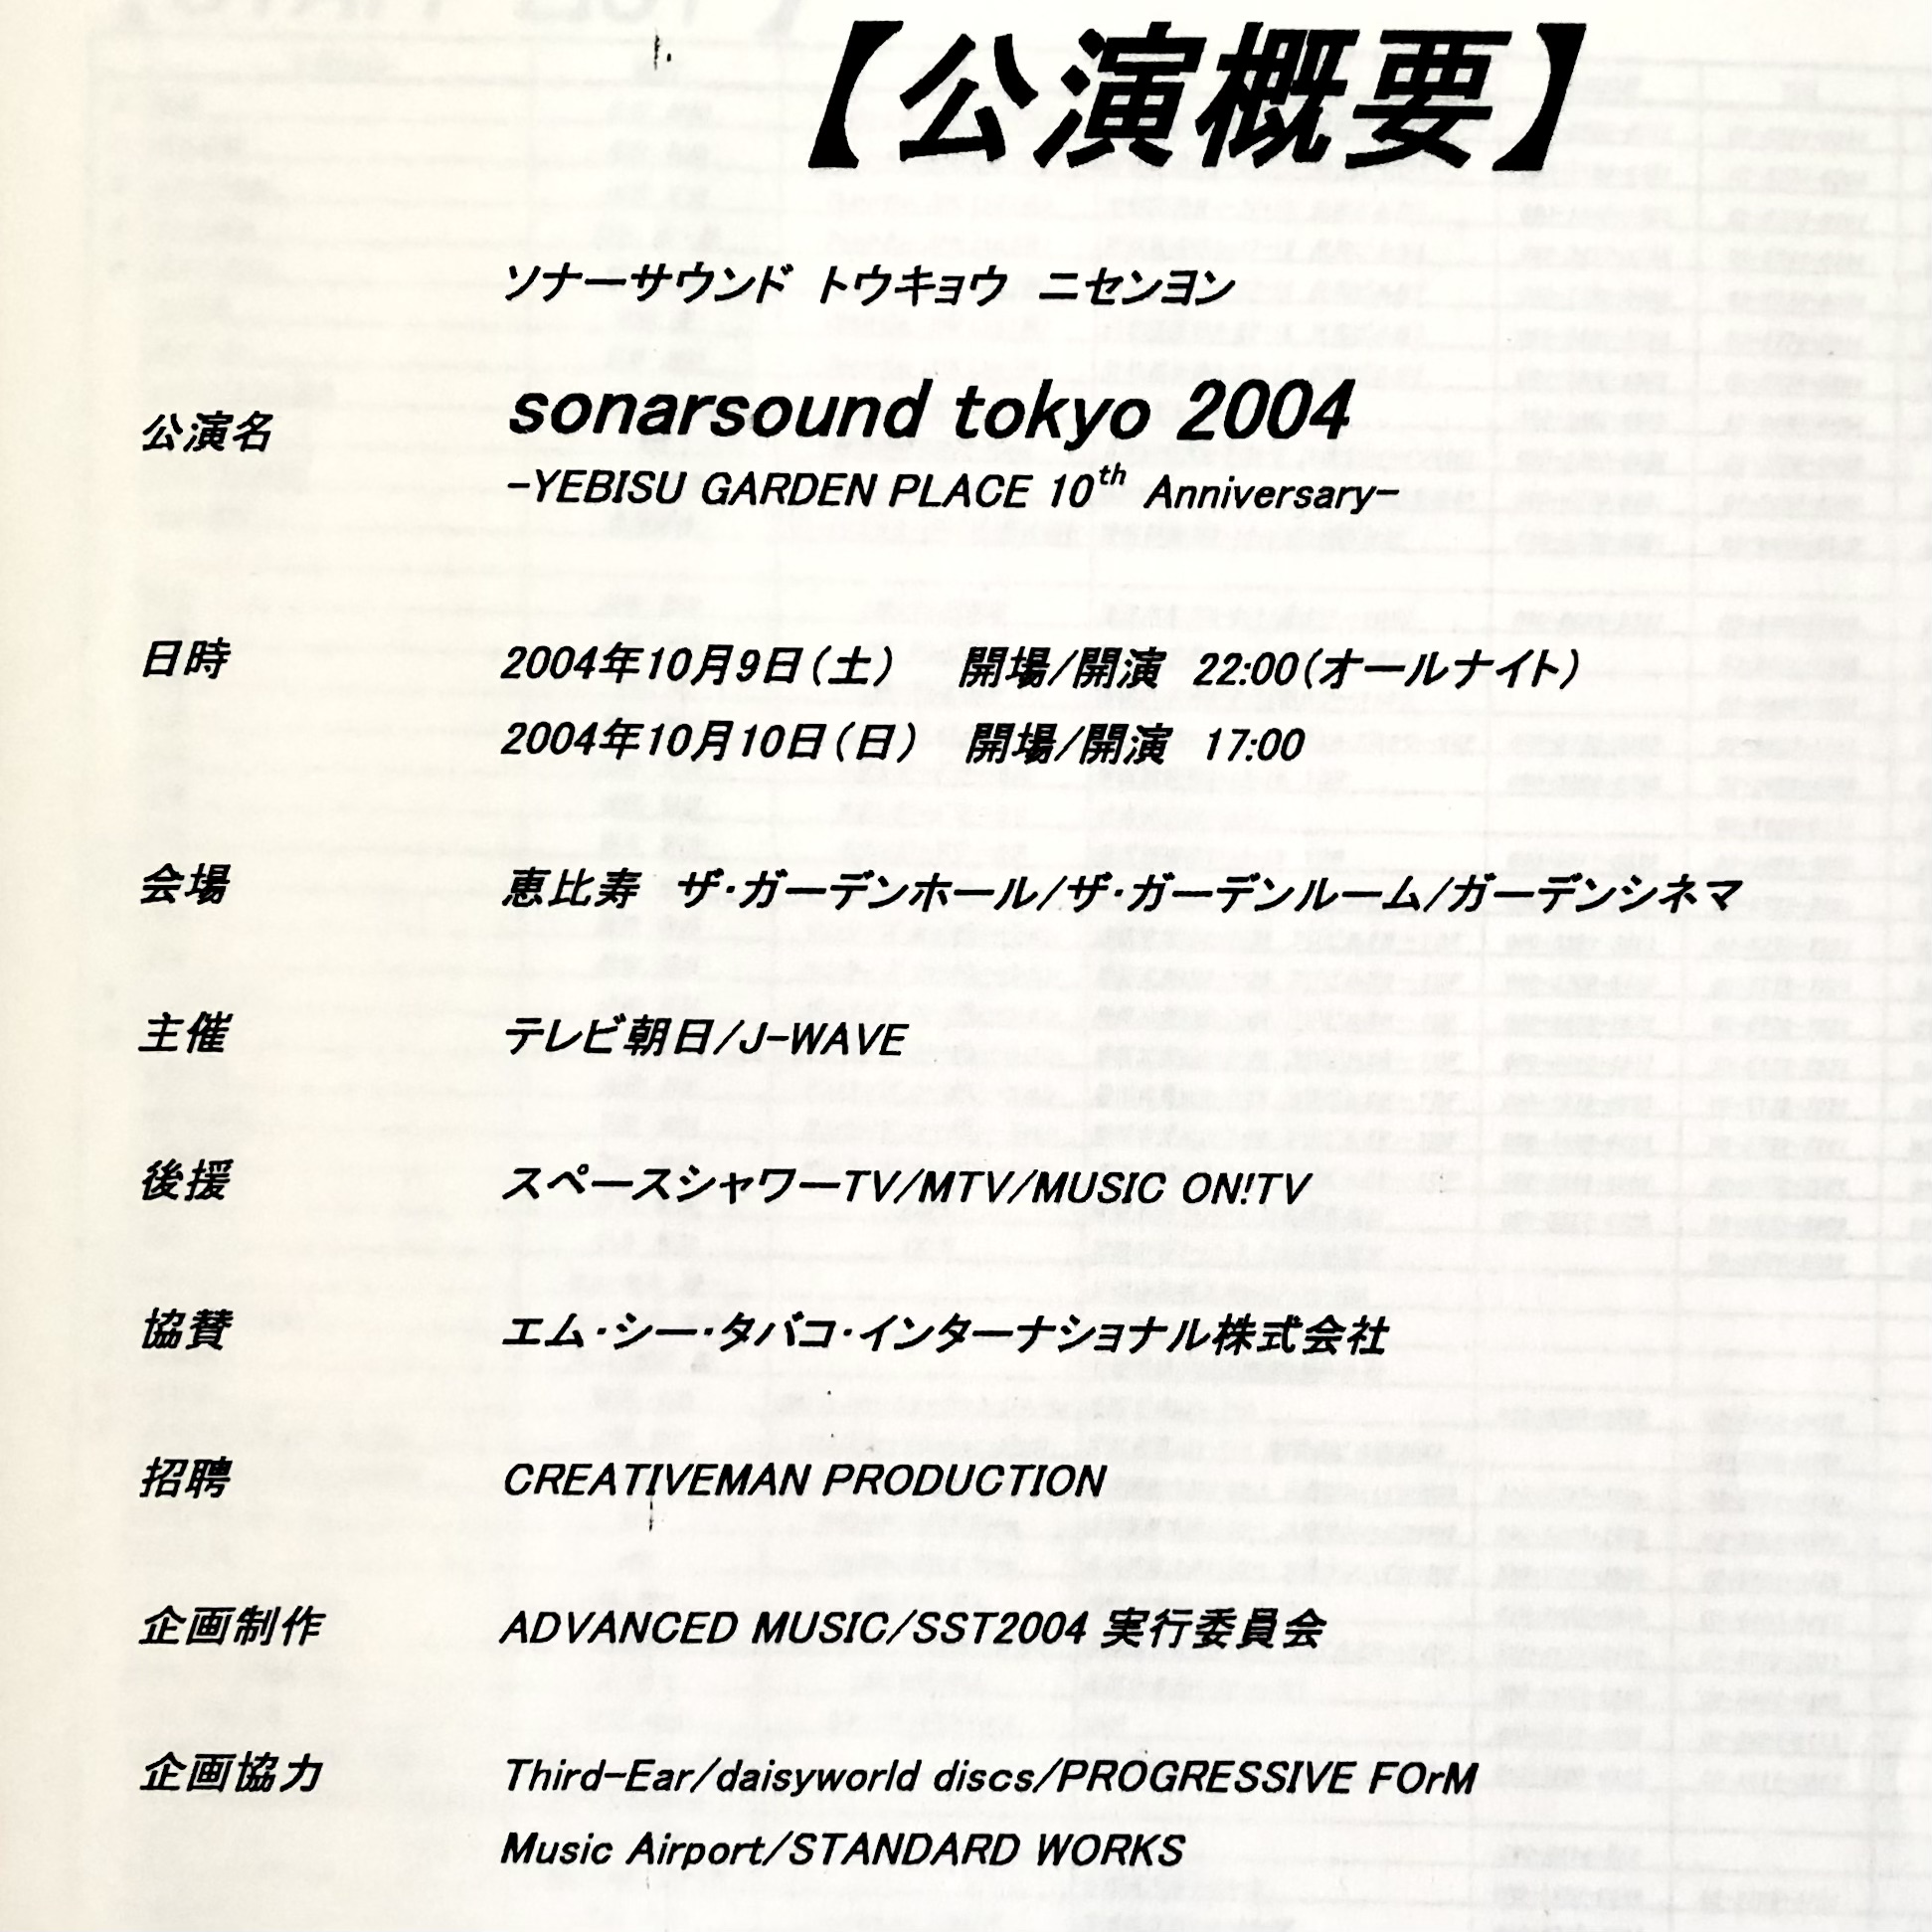 【公演概要】
ソナーサウンド トウキョウ ニセンヨン
公演名 sonarsound tokyo 2004
-YEBISU GARDEN PLACE 10th Anniversary-
日時 2004年10月9日(土) 開場/開演 22:00(オールナイト)
2004年10月10日(日) 開場/開演 17:00
会場 恵比寿 ザ・ガーデンホール/ザ・ガーデンルーム/ガーデンシネマ
主催 テレビ朝日/J-WAVE
後援 スペースシャワーTV/MTV/MUSIC ON!TV
協賛 エム・シー・タバコ・インターナショナル株式会社
招聘 CREATIVEMAN PRODUCTION
企画制作 ADVANCED MUSIC/SST2004 実行委員会
企画協力 Third-Ear/daisyworld discs/PROGRESSIVE FOrM
Music Airport/STANDARD WORKS